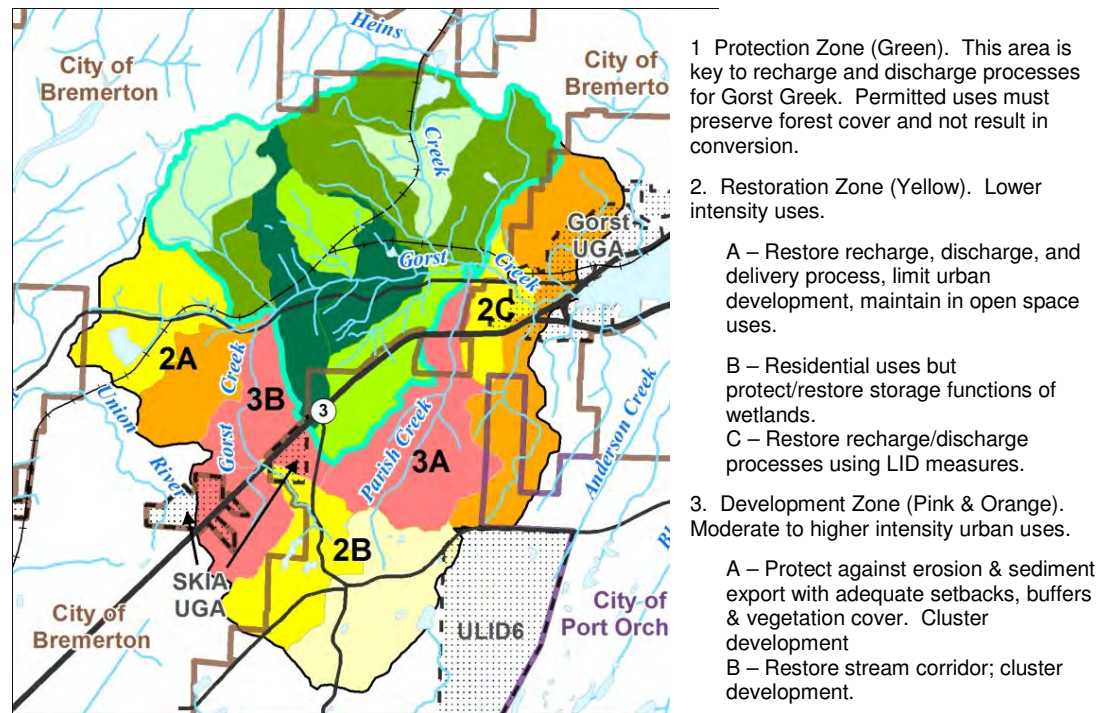 Heins
City of
Bremerton
City of
Bremerto
Creek
Gorst
UGA
Gorst
Creek
2C
2A
Creek
3B
3
Union
Gorst
River
Parish Creek
3A
Anderson Creek
2B
SKIA
UGA
City of
Bremerton
ULID6
City of
Port Orch
1 Protection Zone (Green). This area is
key to recharge and discharge processes
for Gorst Greek. Permitted uses must
preserve forest cover and not result in
conversion.
2. Restoration Zone (Yellow). Lower
intensity uses.
A – Restore recharge, discharge, and
delivery process, limit urban
development, maintain in open space
uses.
B – Residential uses but
protect/restore storage functions of
wetlands.
C – Restore recharge/discharge
processes using LID measures.
3. Development Zone (Pink & Orange).
Moderate to higher intensity urban uses.
A – Protect against erosion & sediment
export with adequate setbacks, buffers
& vegetation cover. Cluster
development
B – Restore stream corridor; cluster
development.